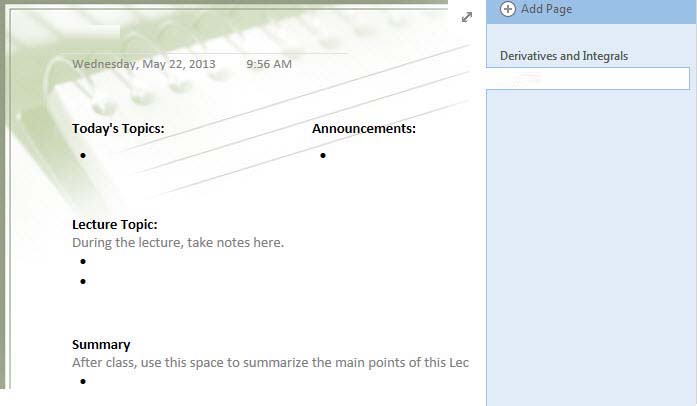 Add Page
Derivatives and Integrals
Wednesday, May 22, 2013 9:56 AM
Today's Topics: Announcements:
• •
Lecture Topic:
During the lecture, take notes here.
•
•
Summary
After class, use this space to summarize the main points of this Lec
•